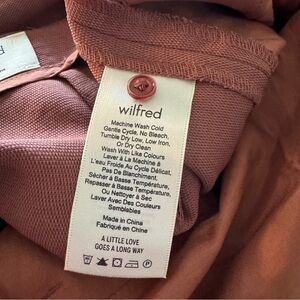 wilfred
Machine Wash Cold
Gentle Cycle, No Bleach,
Tumble Dry Low, Low Iron,
Or Dry Clean
Wash With Like Colours
Laver À La Machine à
L'eau Froide Au Cycle Délicat,
Pas De Blanchiment,
Sécher à Basse Température,
Repasser à Basse Température,
Ou Nettoyer à Sec
Laver Avec Des Couleurs
Semblables
Made in China
Fabriqué en Chine
A LITTLE LOVE
GOES A LONG WAY